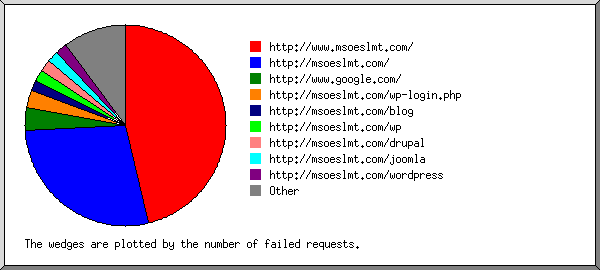 http://www.msoeslmt.com/
http://msoeslmt.com/
http://www.google.com/
http://msoeslmt.com/wp-login.php
http://msoeslmt.com/blog
http://msoeslmt.com/wp
http://msoeslmt.com/drupal
http://msoeslmt.com/joomla
http://msoeslmt.com/wordpress
Other
The wedges are plotted by the number of failed requests.